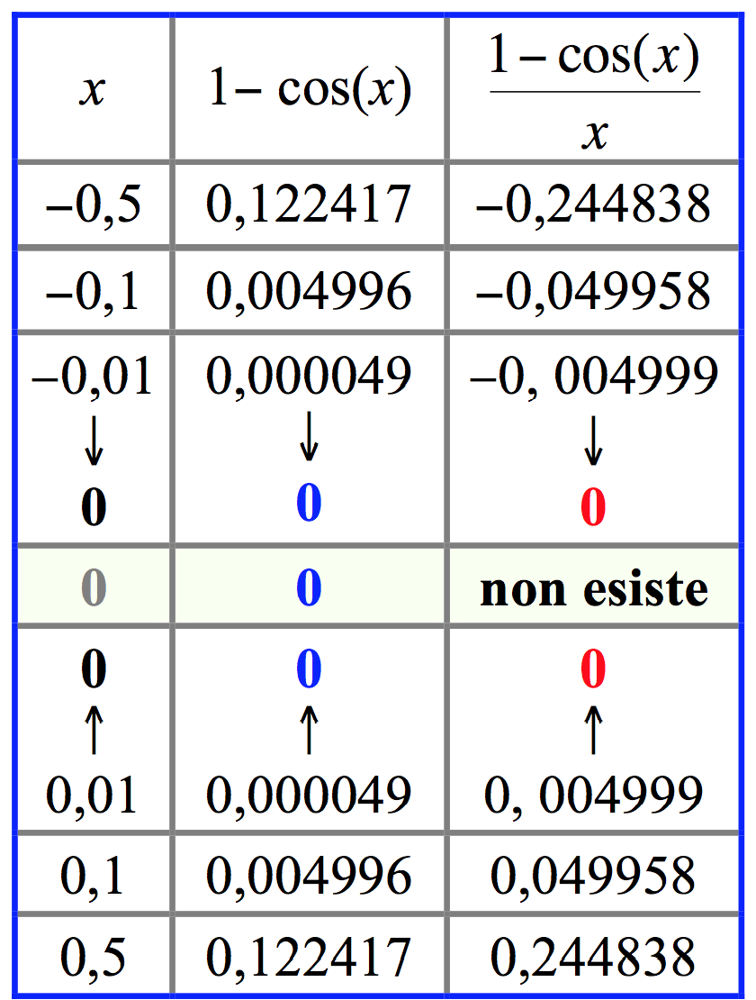 x 1– cos(x) 1– cos(x)
x
–0,5 0,122417 –0,244838
–0,1 0,004996 –0,049958
–0,01 0,000049 –0, 004999
↓ ↓ ↓
0 0 0
0 0 non esiste
0 0 0
↑ ↑ ↑
0,01 0,000049 0, 004999
0,1 0,004996 0,049958
0,5 0,122417 0,244838